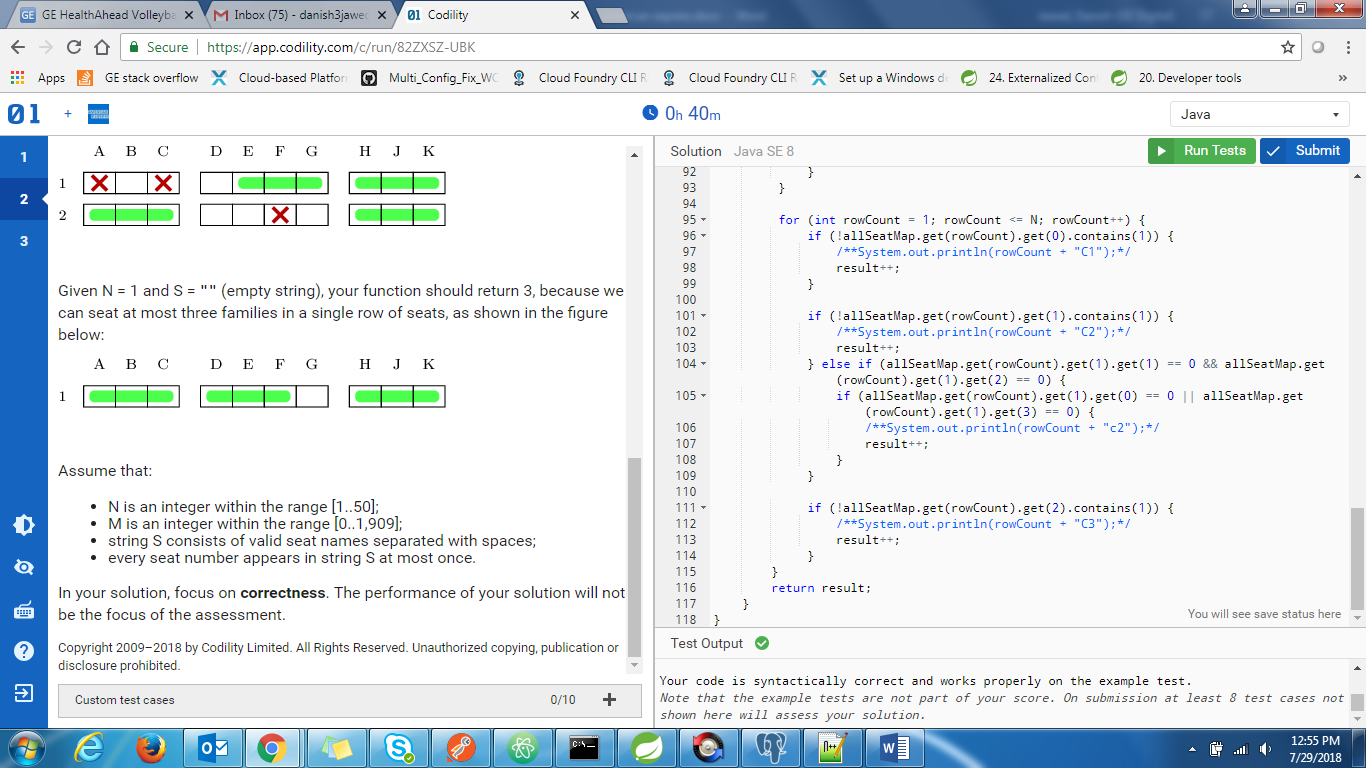 GE HealthAhead Volleyba
Inbox (75) - danish3jawed
Codility
Secure
https://app.codility.com/c/run/82ZXSZ-UBK
Apps
GE stack overflow
Cloud-based Platfor
Multi_Config_Fix_WC
Cloud Foundry CLI R
Cloud Foundry CLI R
Set up a Windows d
24. Externalized Con
20. Developer tools
»
01
+
0h 40m
Java
1
2
3
A B C D E F G H J K
1
2
Given N = 1 and S = "" (empty string), your function should return 3, because we
can seat at most three families in a single row of seats, as shown in the figure
below:
A B C D E F G H J K
1
Assume that:
• N is an integer within the range [1..50];
• M is an integer within the range [0..1,909];
• string S consists of valid seat names separated with spaces;
• every seat number appears in string S at most once.
In your solution, focus on correctness. The performance of your solution will not
be the focus of the assessment.
Copyright 2009–2018 by Codility Limited. All Rights Reserved. Unauthorized copying, publication or
disclosure prohibited.
Custom test cases 0/10 +
Solution Java SE 8
Run Tests
Submit
92 }
93 }
94
95 for (int rowCount = 1; rowCount <= N; rowCount++) {
96 if (!allSeatMap.get(rowCount).get(0).contains(1)) {
97 /**System.out.println(rowCount + "C1");*/
98 result++;
99 }
100
101 if (!allSeatMap.get(rowCount).get(1).contains(1)) {
102 /**System.out.println(rowCount + "C2");*/
103 result++;
104 } else if (allSeatMap.get(rowCount).get(1).get(1) == 0 && allSeatMap.get
(rowCount).get(1).get(2) == 0) {
105 if (allSeatMap.get(rowCount).get(1).get(0) == 0 || allSeatMap.get
(rowCount).get(1).get(3) == 0) {
106 /**System.out.println(rowCount + "c2");*/
107 result++;
108 }
109 }
110
111 if (!allSeatMap.get(rowCount).get(2).contains(1)) {
112 /**System.out.println(rowCount + "C3");*/
113 result++;
114 }
115 }
116 return result;
117 }
118 }
You will see save status here
Test Output
Your code is syntactically correct and works properly on the example test.
Note that the example tests are not part of your score. On submission at least 8 test cases not
shown here will assess your solution.
12:55 PM
7/29/2018